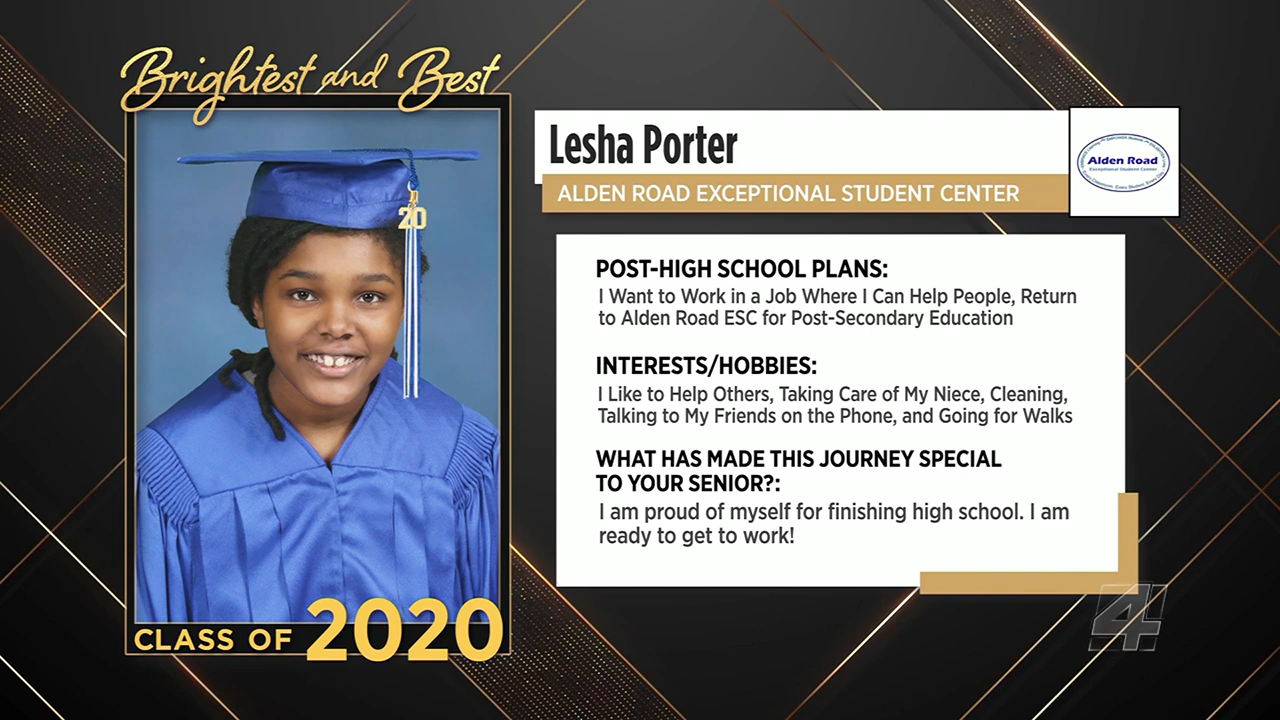 Brightest and Best
20
CLASS OF 2020
Lesha Porter
ALDEN ROAD EXCEPTIONAL STUDENT CENTER
Alden Road
Exceptional Student Center
POST-HIGH SCHOOL PLANS:
I Want to Work in a Job Where I Can Help People, Return
to Alden Road ESC for Post-Secondary Education
INTERESTS/HOBBIES:
I Like to Help Others, Taking Care of My Niece, Cleaning,
Talking to My Friends on the Phone, and Going for Walks
WHAT HAS MADE THIS JOURNEY SPECIAL
TO YOUR SENIOR?:
I am proud of myself for finishing high school. I am
ready to get to work!
4